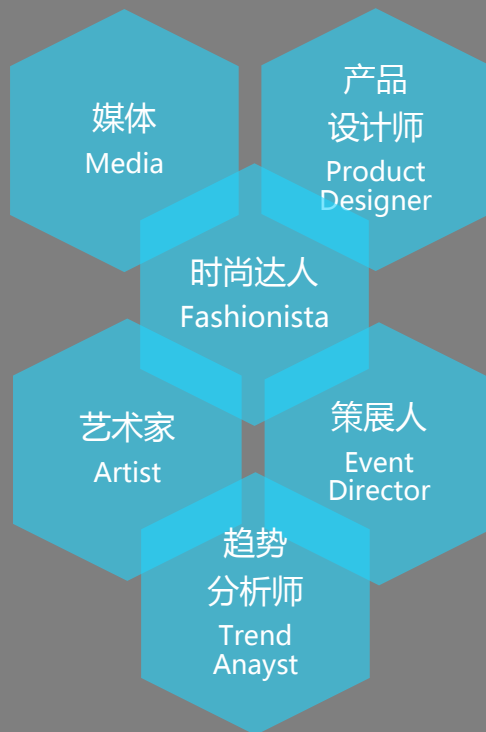 媒体
Media
产品
设计师
Product
Designer
时尚达人
Fashionista
艺术家
Artist
策展人
Event
Director
趋势
分析师
Trend
Anayst